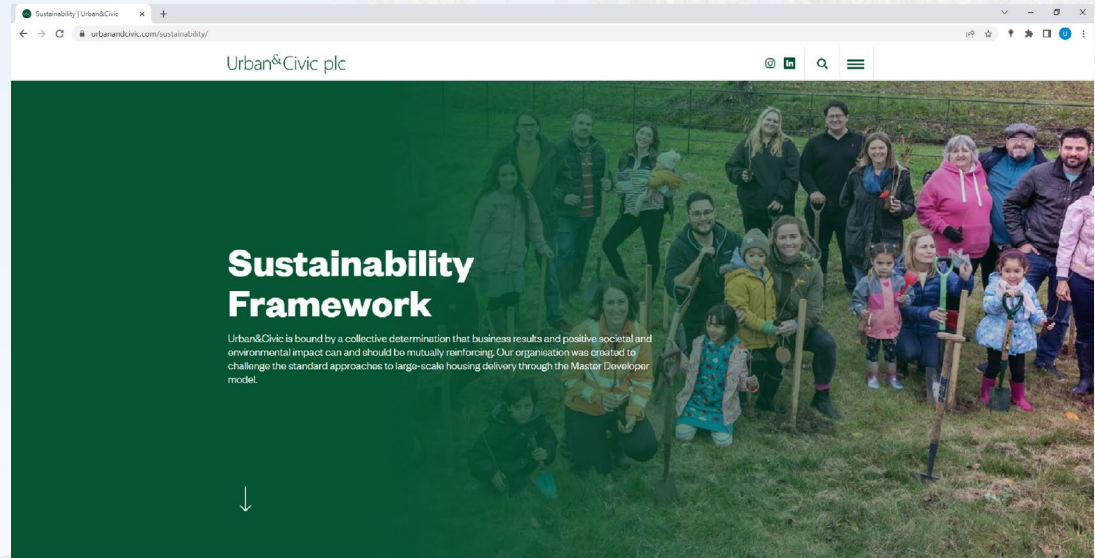 Sustainability | Urban&Civic
urbanandcivic.com/sustainability/
U
Urban&Civic plc
Sustainability
Framework
Urban&Civic is bound by a collective determination that business results and positive societal and
environmental impact can and should be mutually reinforcing. Our organisation was created to
challenge the standard approaches to large-scale housing delivery through the Master Developer
model.